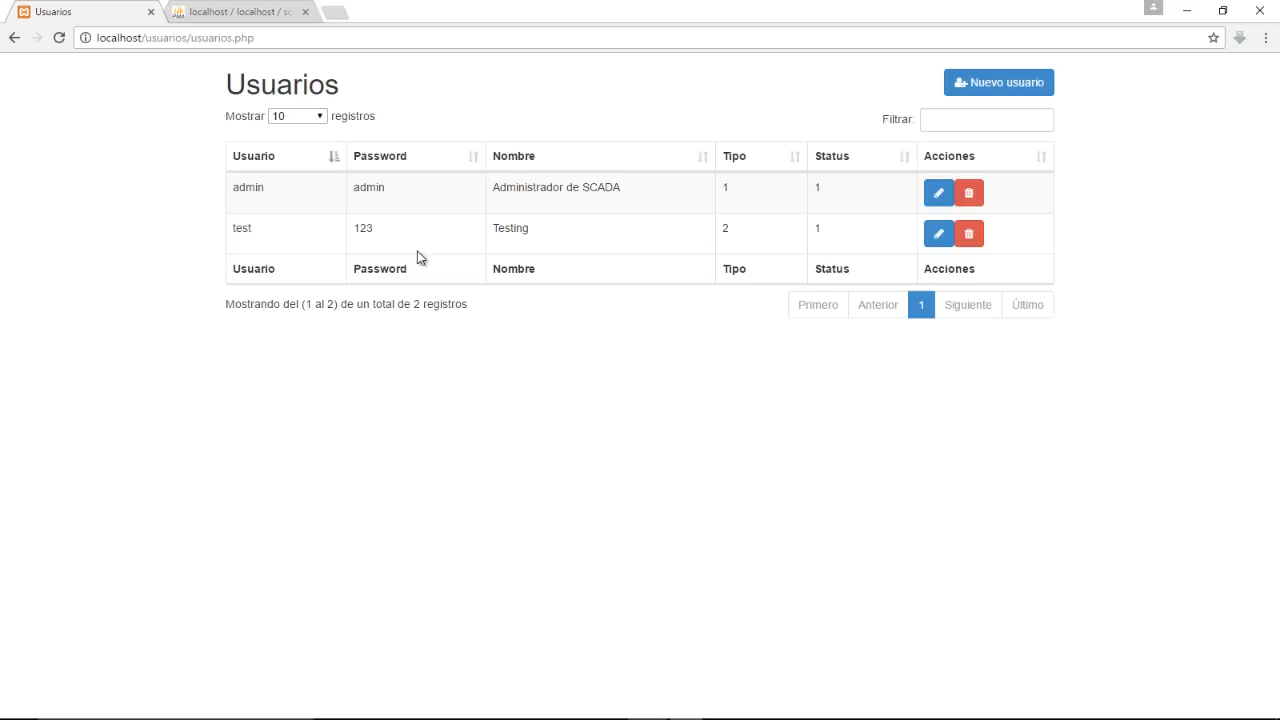 Usuarios
localhost / localhost / sc
localhost/usuarios/usuarios.php
Usuarios
Nuevo usuario
Mostrar 10 registros
Filtrar:
Usuario Password Nombre Tipo Status Acciones
admin admin Administrador de SCADA 1 1
test 123 Testing 2 1
Usuario Password Nombre Tipo Status Acciones
Mostrando del (1 al 2) de un total de 2 registros
Primero Anterior 1 Siguiente Último